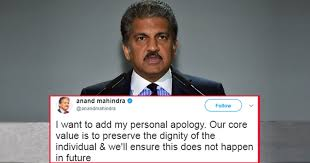 anand mahindra
@anandmahindra
I want to add my personal apology. Our core
value is to preserve the dignity of the
individual & we'll ensure this does not happen
in future